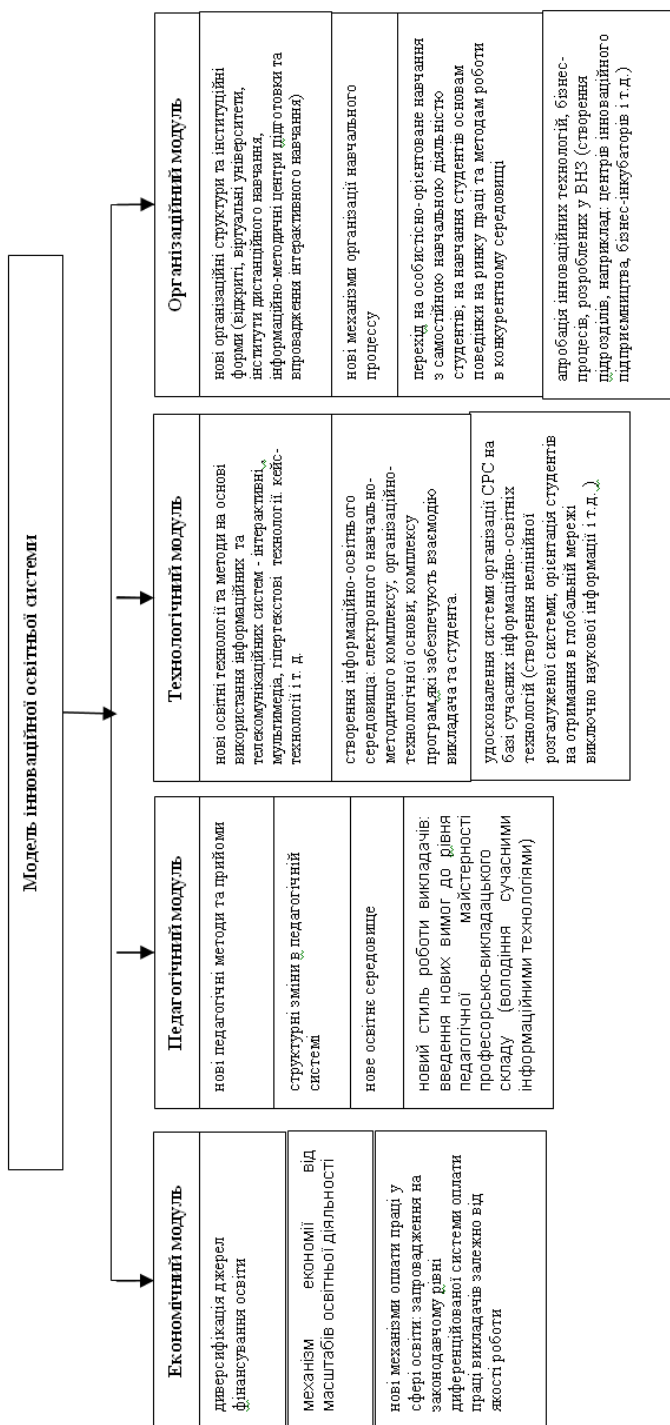 Модель інноваційної освітньої системи
Економічний модуль
диверсифікація джерел
фінансування освіти
механізм економії від
масштабів освітньої діяльності
нові механізми оплати праці у
сфері освіти: запровадження на
законодавчому рівні
диференційованої системи оплати
праці викладачів залежно від
якості роботи
Педагогічний модуль
нові педагогічні методи та прийоми
структурні зміни в педагогічній
системі
нове освітнє середовище
новий стиль роботи викладачів:
введення нових вимог до рівня
педагогічної майстерності
професорсько-викладацького
складу (володіння сучасними
інформаційними технологіями)
Технологічний модуль
нові освітні технології та методи на основі
використання інформаційних та
телекомунікаційних систем - інтерактивні,
мультимедіа, гіпертекстові технології. кейс-
технології і т. д.
створення інформаційно-освітнього
середовища: електронного навчально-
методичного комплексу, організаційно-
технологічної основи, комплексу
програм,які забезпечують взаємодію
викладача та студента.
удосконалення системи організації СРС на
базі сучасних інформаційно-освітніх
технологій (створення нелінійної
розгалуженої системи, орієнтація студентів
на отримання в глобальній мережі
виключно наукової інформації і т.д.)
Організаційний модуль
нові організаційні структури та інституційні
форми (відкриті, віртуальні університети,
інститути дистанційного навчання,
інформаційно-методичні центри підготовки та
впровадження інтерактивного навчання)
нові механізми організації навчального
процессу
перехід на особистісно-орієнтоване навчання
з самостійною навчальною діяльністю
студентів; на навчання студентів основам
поведінки на ринку праці та методам роботи
в конкурентному середовищі
апробація інноваційних технологій, бізнес-
процесів, розроблених у ВНЗ (створення
підрозділів, наприклад: центрів інноваційного
підприємництва, бізнес-інкубаторів і т.д.)